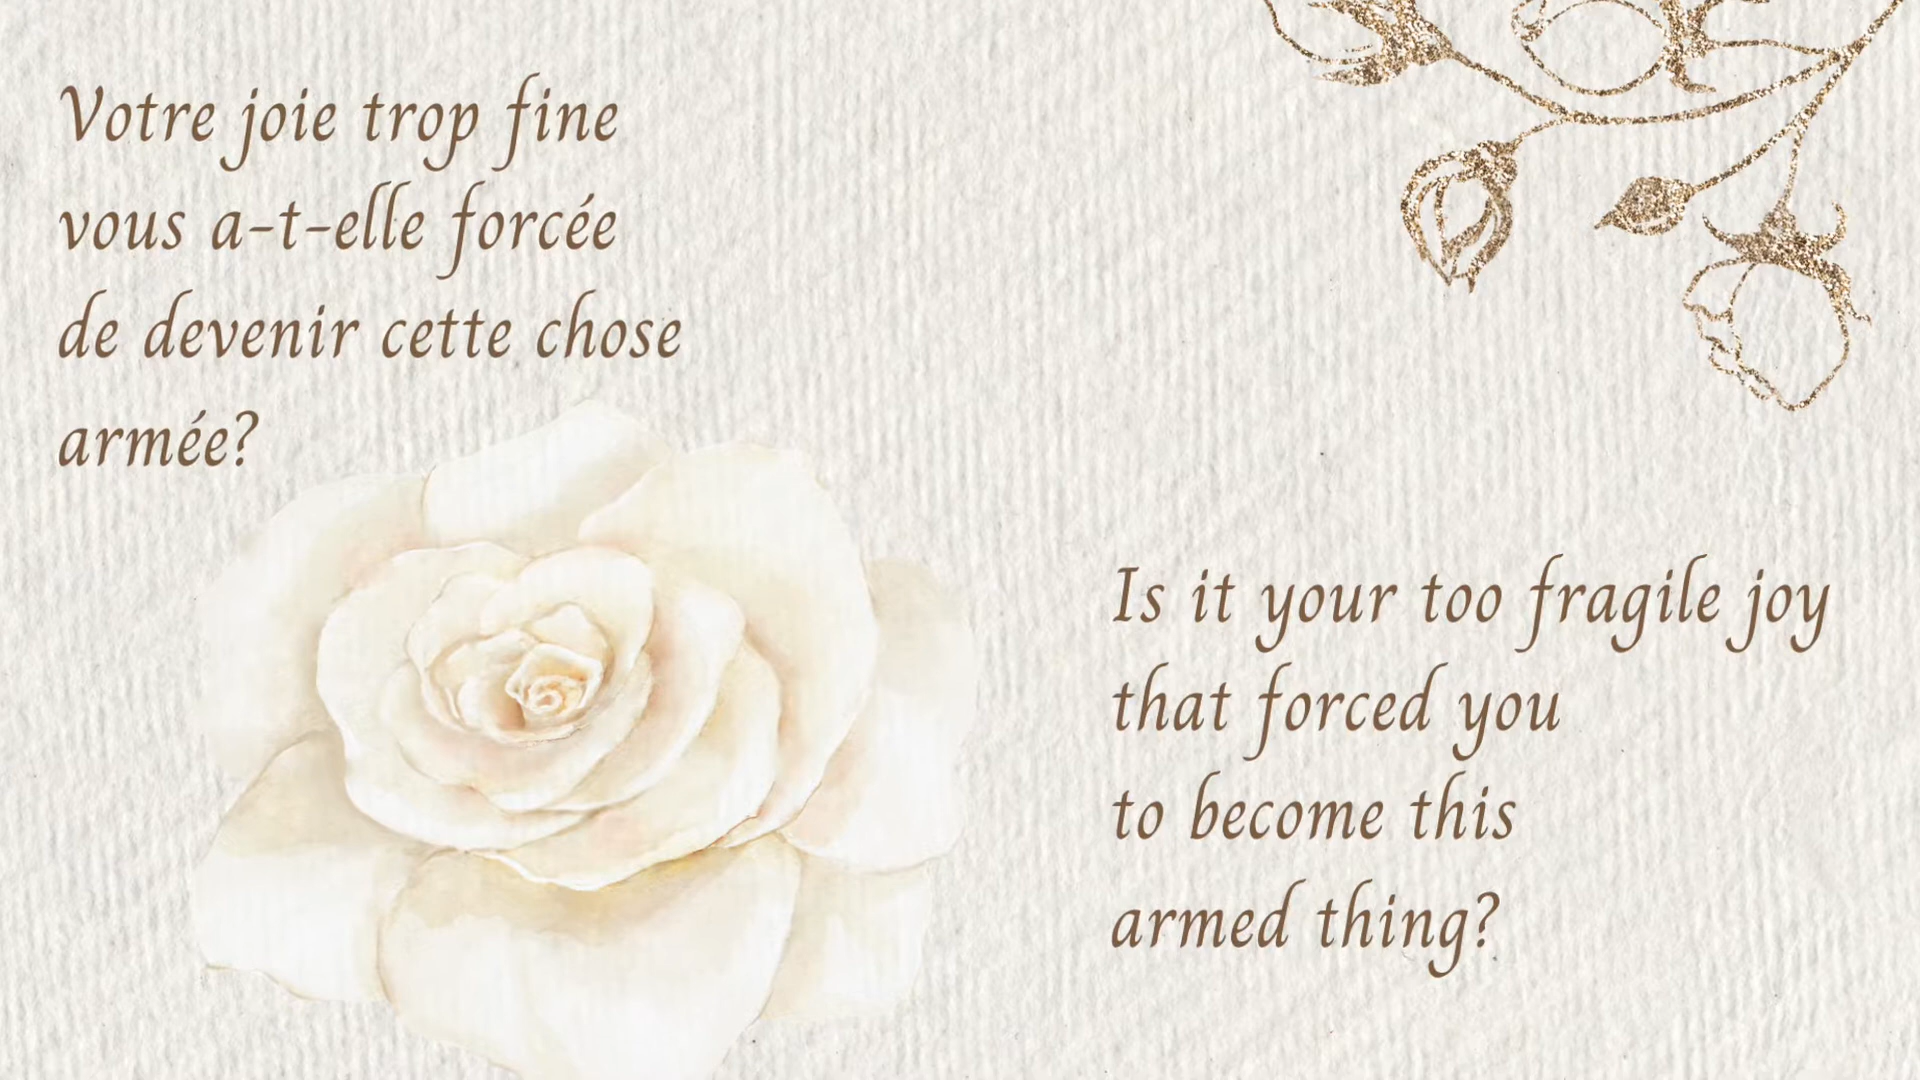 Votre joie trop fine
vous a-t-elle forcée
de devenir cette chose
armée?
Is it your too fragile joy
that forced you
to become this
armed thing?